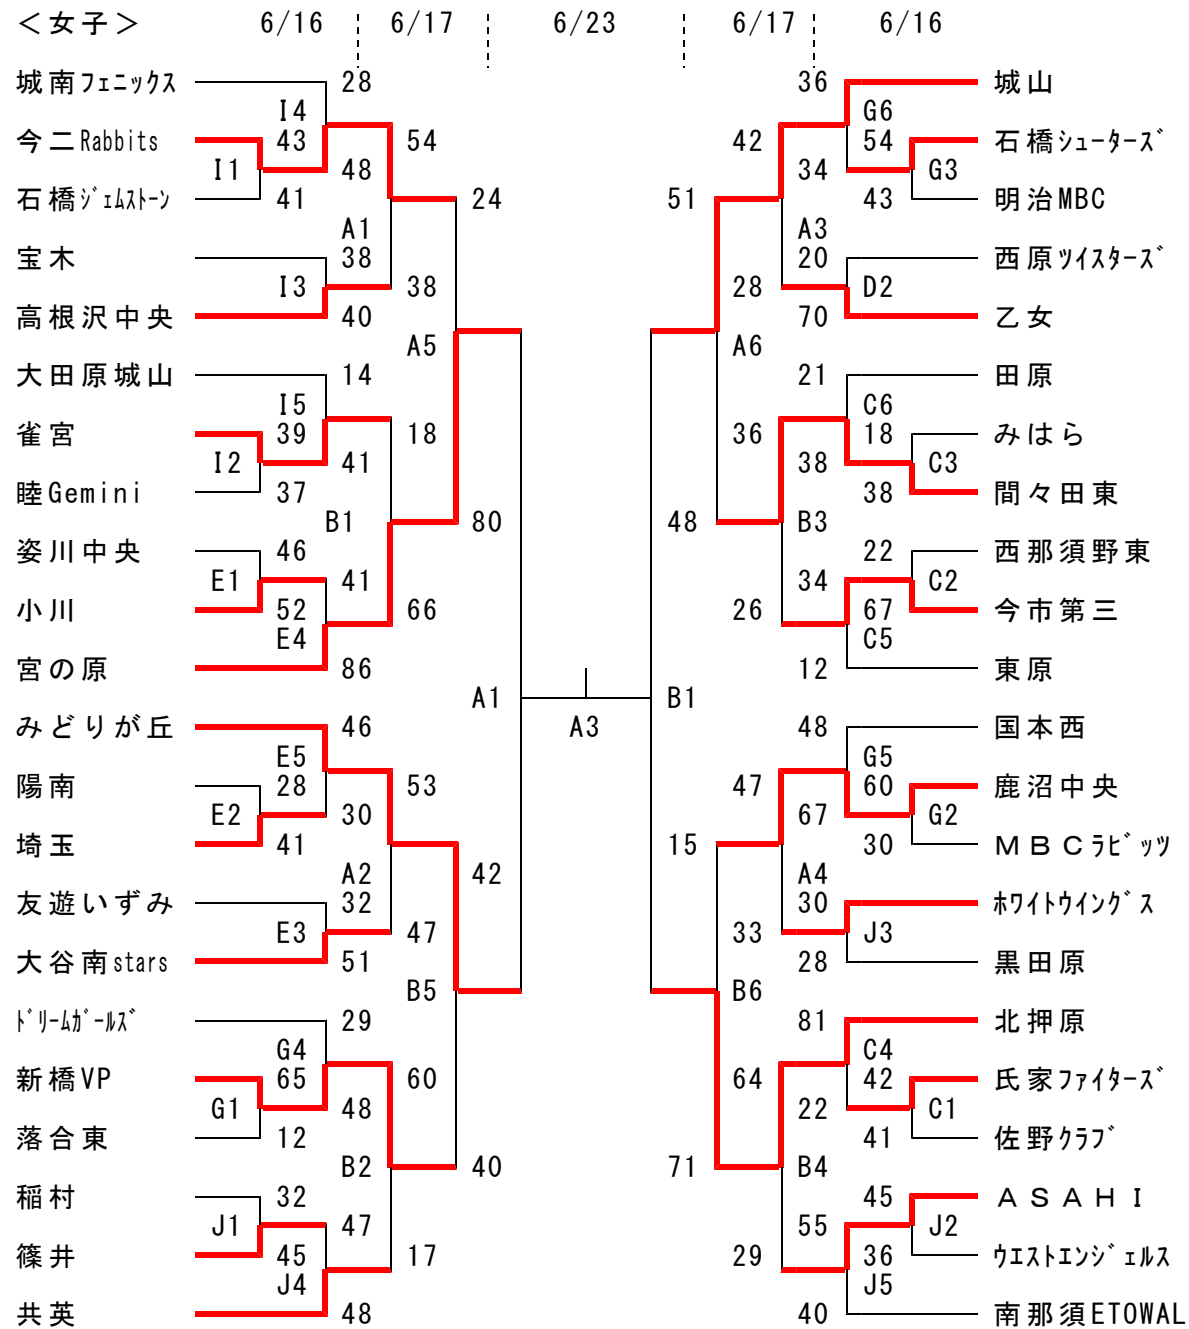 ＜女子＞ 6/16 6/17 6/23 6/17 6/16
城南フェニックス 28 36 城山
I4 G6
今二Rabbits 43 54 42 54 石橋シューターズ
I1 48 34 G3
石橋ジェムストーン 41 24 51 43 明治MBC
A1 A3
宝木 38 20 西原ツイスターズ
I3 38 28 D2
高根沢中央 40 70 乙女
A5 A6
大田原城山 14 21 田原
I5 C6
雀宮 39 18 36 18 みはら
I2 41 38 C3
睦Gemini 37 38 間々田東
B1 80 48 B3
姿川中央 46 22 西那須野東
E1 41 34 C2
小川 52 66 26 67 今市第三
E4 C5
宮の原 86 12 東原
A1 B1
みどりが丘 46 A3 48 国本西
E5 G5
陽南 28 53 47 60 鹿沼中央
E2 30 67 G2
埼玉 41 15 30 ＭＢＣラビッツ
A2 42 A4
友遊いずみ 32 30 ホワイトウイングス
E3 47 33 J3
大谷南stars 51 28 黒田原
B5 B6
ドリームガールズ 29 81 北押原
G4 C4
新橋VP 65 60 64 42 氏家ファイターズ
G1 48 22 C1
落合東 12 41 佐野クラブ
B2 40 71 B4
稲村 32 45 ＡＳＡＨＩ
J1 47 55 J2
篠井 45 17 29 36 ウエストエンジェルス
J4 J5
共英 48 40 南那須ETOWAL